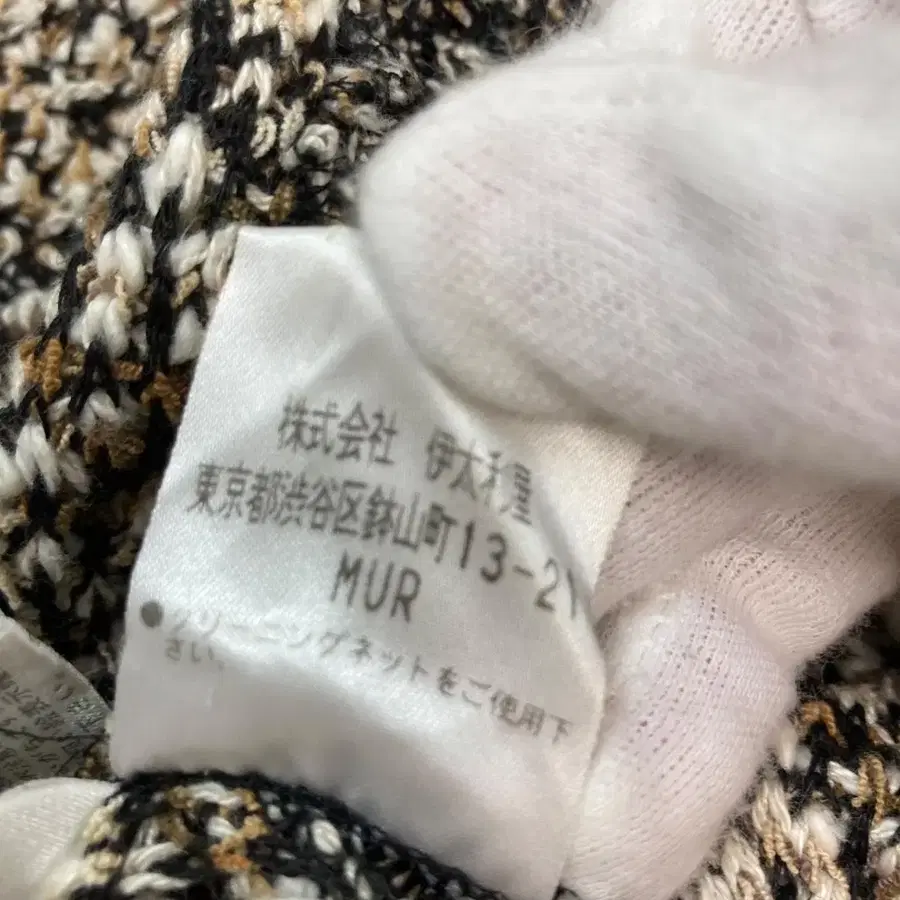 株式会社 伊太利屋
東京都渋谷区鉢山町13-21
MUR
●クリーニングネットをご使用下
さい。